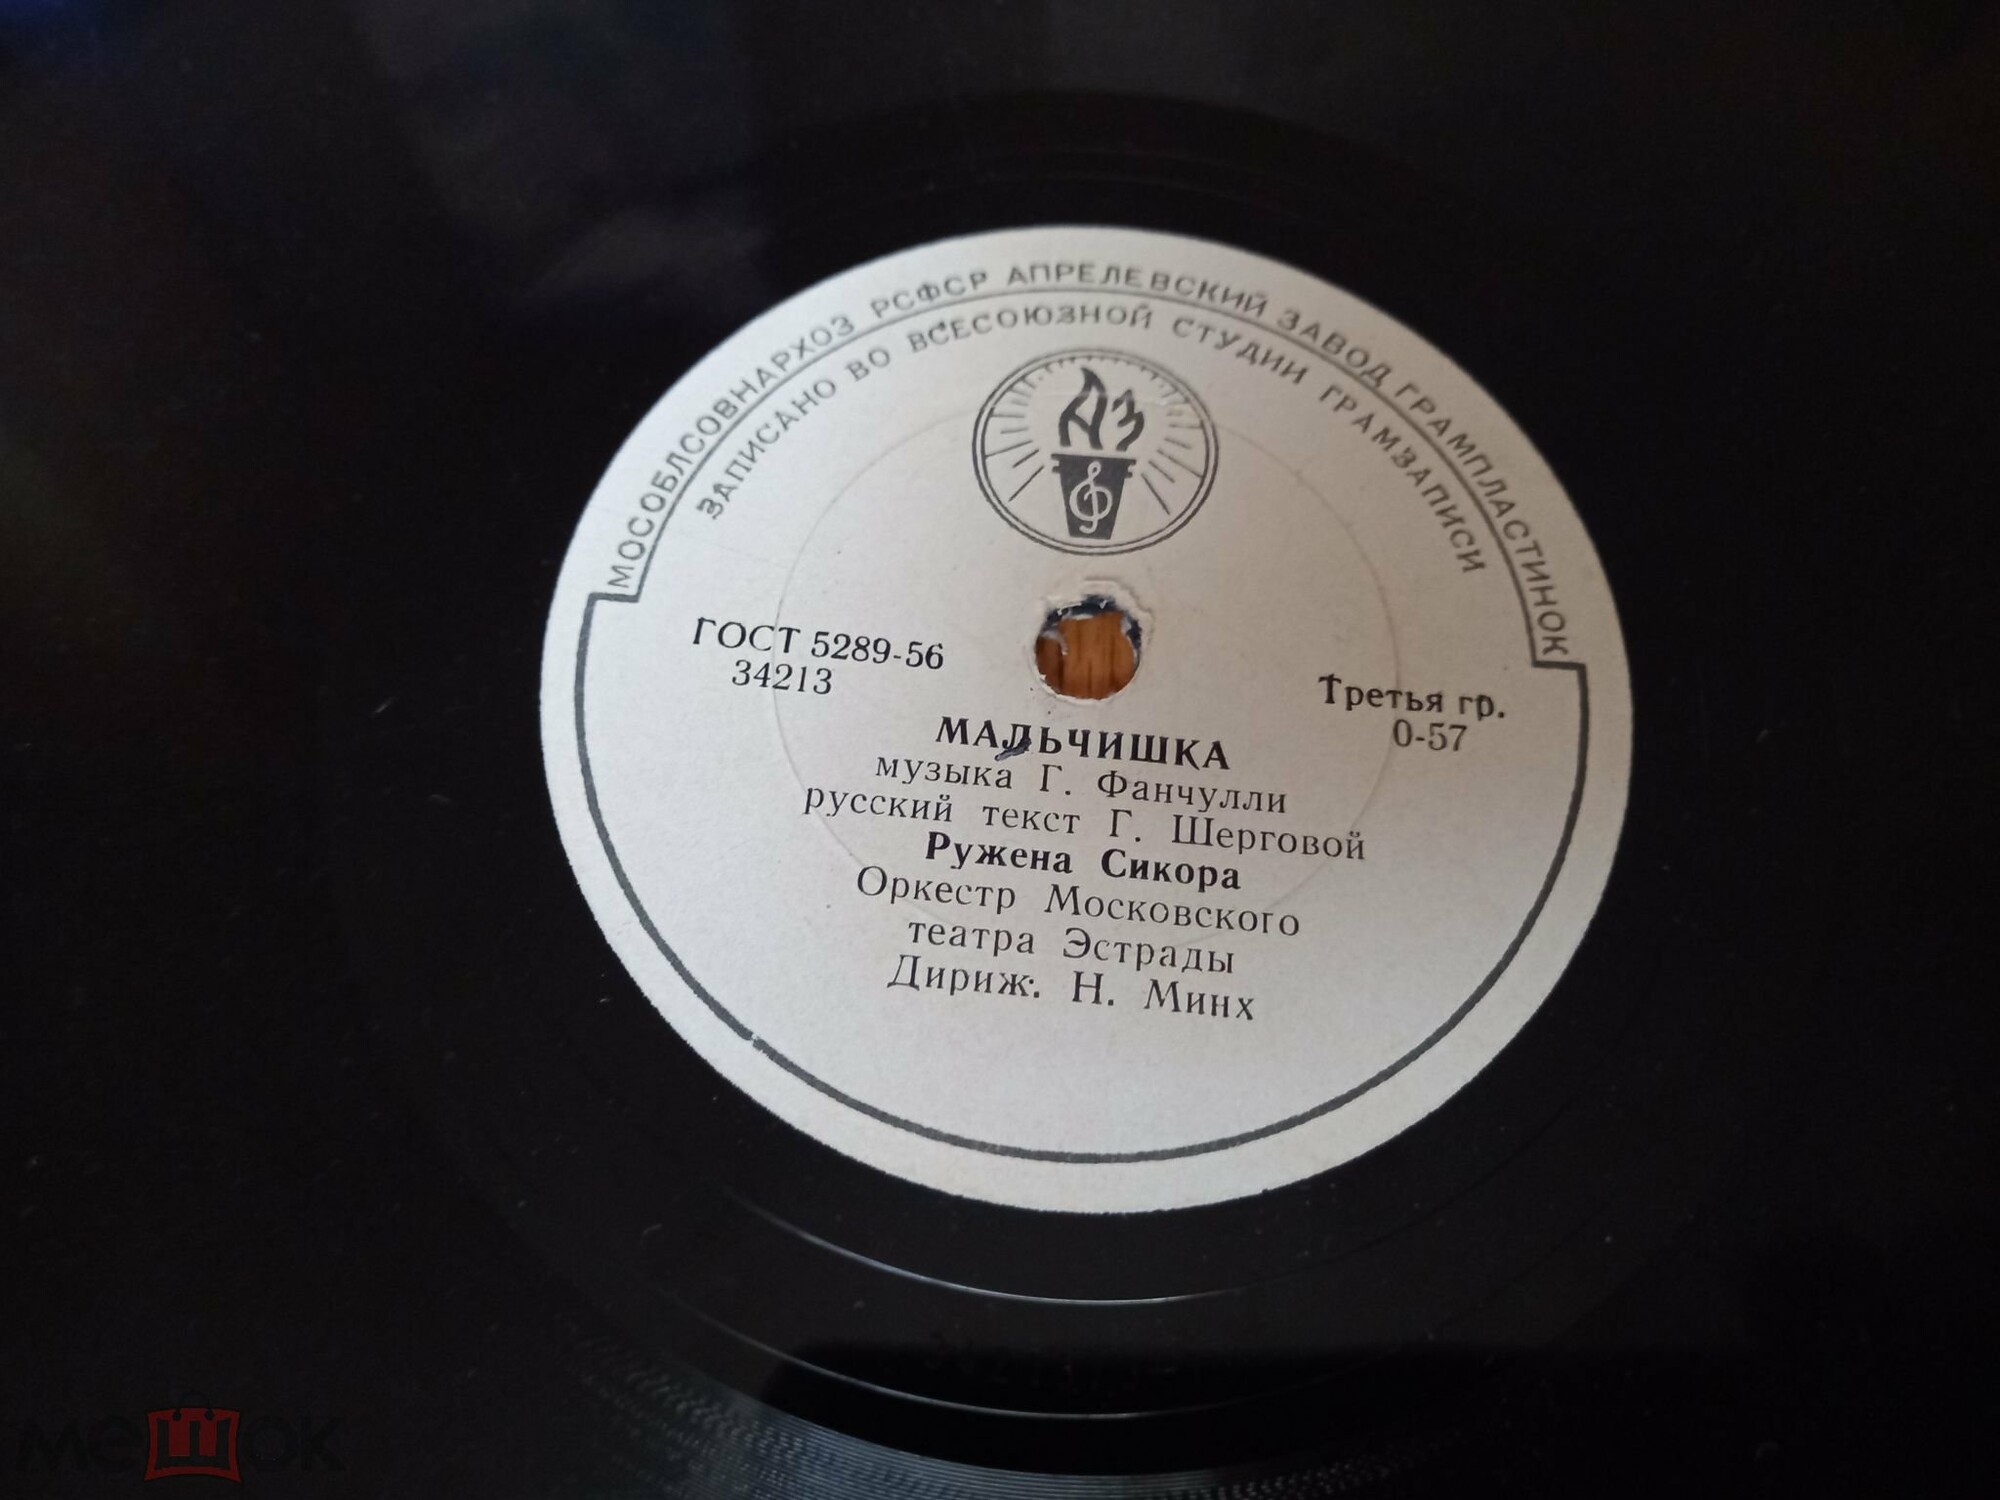 МОСОБЛСОВНАРХОЗ РСФСР АПРЕЛЕВСКИЙ ЗАВОД ГРАМПЛАСТИНОК
ЗАПИСАНО ВО ВСЕСОЮЗНОЙ СТУДИИ ГРАМЗАПИСИ
АЗ
ГОСТ 5289-56
34213
Третья гр.
0-57
МАЛЬЧИШКА
музыка Г. Фанчулли
русский текст Г. Шерговой
Ружена Сикора
Оркестр Московского
театра Эстрады
Дириж. Н. Минх
мешок